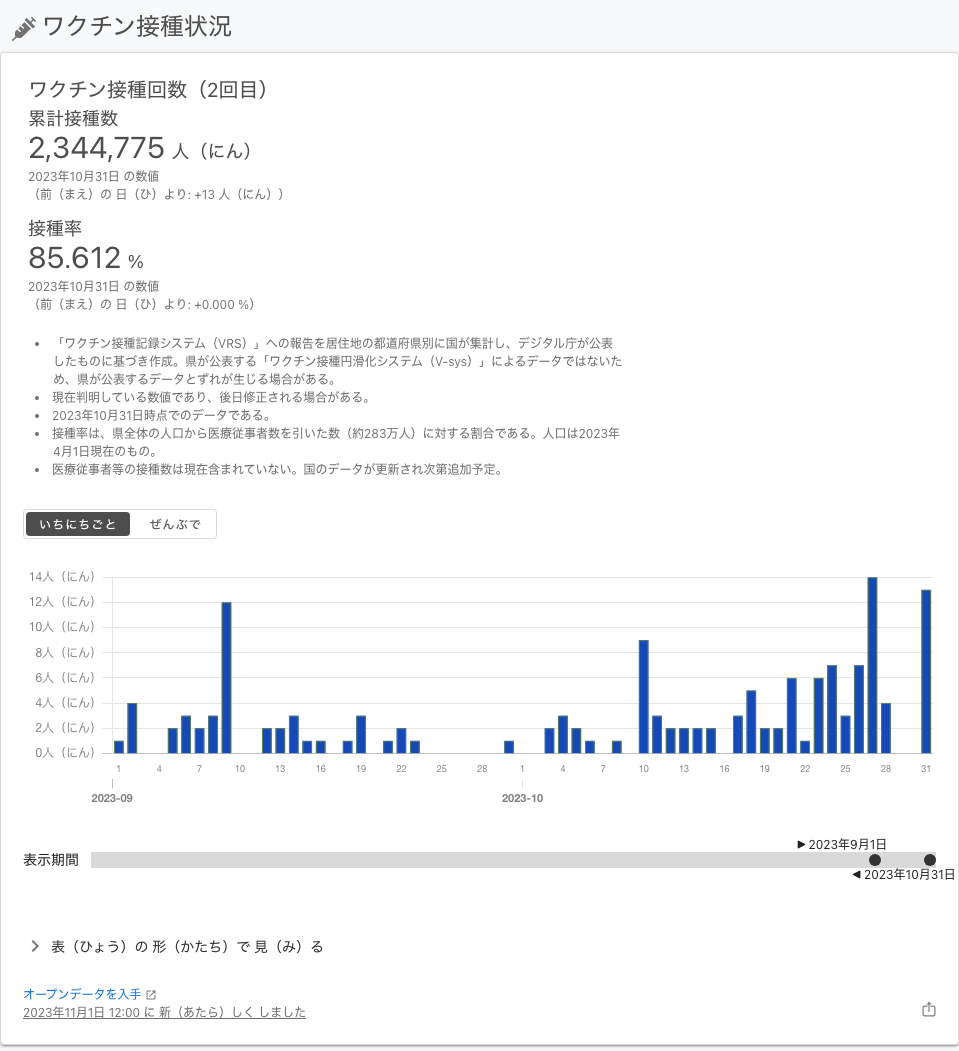 ワクチン接種状況
ワクチン接種回数（2回目）
累計接種数
2,344,775 人（にん）
2023年10月31日 の数値
（前（まえ）の 日（ひ）より: +13 人（にん））
接種率
85.612 %
2023年10月31日 の数値
（前（まえ）の 日（ひ）より: +0.000 %）
• 「ワクチン接種記録システム（VRS）」への報告を居住地の都道府県別に国が集計し、デジタル庁が公表
したものに基づき作成。県が公表する「ワクチン接種円滑化システム（V-sys）」によるデータではないた
め、県が公表するデータとずれが生じる場合がある。
• 現在判明している数値であり、後日修正される場合がある。
• 2023年10月31日時点でのデータである。
• 接種率は、県全体の人口から医療従事者数を引いた数（約283万人）に対する割合である。人口は2023年
4月1日現在のもの。
• 医療従事者等の接種数は現在含まれていない。国のデータが更新され次第追加予定。
いちにちごと ぜんぶで
14人（にん）
12人（にん）
10人（にん）
8人（にん）
6人（にん）
4人（にん）
2人（にん）
0人（にん）
1 4 7 10 13 16 19 22 25 28 1 4 7 10 13 16 19 22 25 28 31
2023-09 2023-10
▶ 2023年9月1日
表示期間
◀ 2023年10月31日
表（ひょう）の 形（かたち）で 見（み）る
オープンデータを入手
2023年11月1日 12:00 に 新（あたら）しく しました